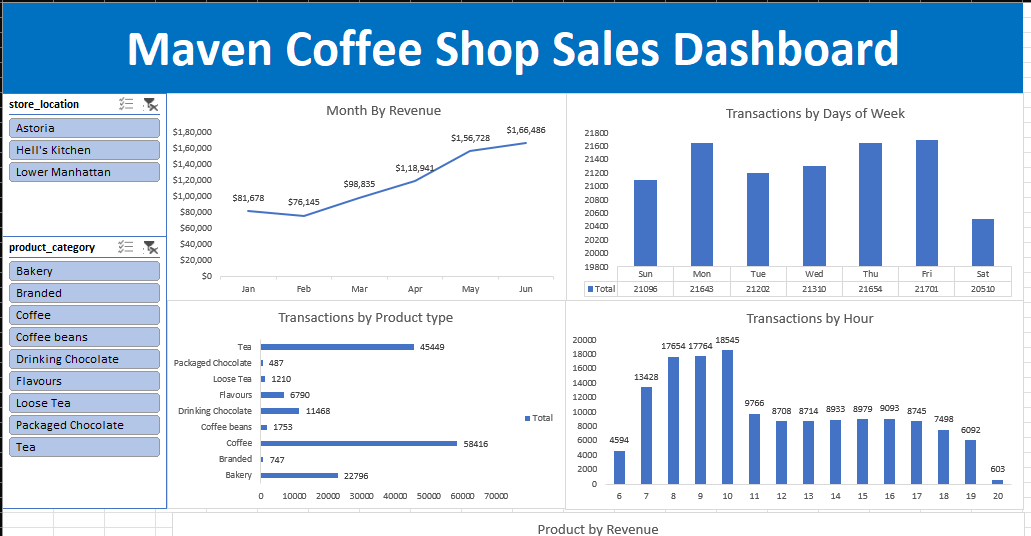 Maven Coffee Shop Sales Dashboard
store_location
Astoria
Hell's Kitchen
Lower Manhattan
product_category
Bakery
Branded
Coffee
Coffee beans
Drinking Chocolate
Flavours
Loose Tea
Packaged Chocolate
Tea
Month By Revenue
$1,80,000
$1,60,000
$1,40,000
$1,20,000
$1,00,000
$80,000
$60,000
$40,000
$20,000
$0
$81,678
$76,145
$98,835
$1,18,941
$1,56,728
$1,66,486
Jan Feb Mar Apr May Jun
Transactions by Days of Week
21800
21600
21400
21200
21000
20800
20600
20400
20200
20000
19800
Sun Mon Tue Wed Thu Fri Sat
Total 21096 21643 21202 21310 21654 21701 20510
Transactions by Product type
Tea 45449
Packaged Chocolate 487
Loose Tea 1210
Flavours 6790
Drinking Chocolate 11468
Coffee beans 1753
Coffee 58416
Branded 747
Bakery 22796
0 10000 20000 30000 40000 50000 60000 70000
Total
Transactions by Hour
20000
18000
16000
14000
12000
10000
8000
6000
4000
2000
0
4594 13428 17654 17764 18545 9766 8708 8714 8933 8979 9093 8745 7498 6092 603
6 7 8 9 10 11 12 13 14 15 16 17 18 19 20
Product by Revenue